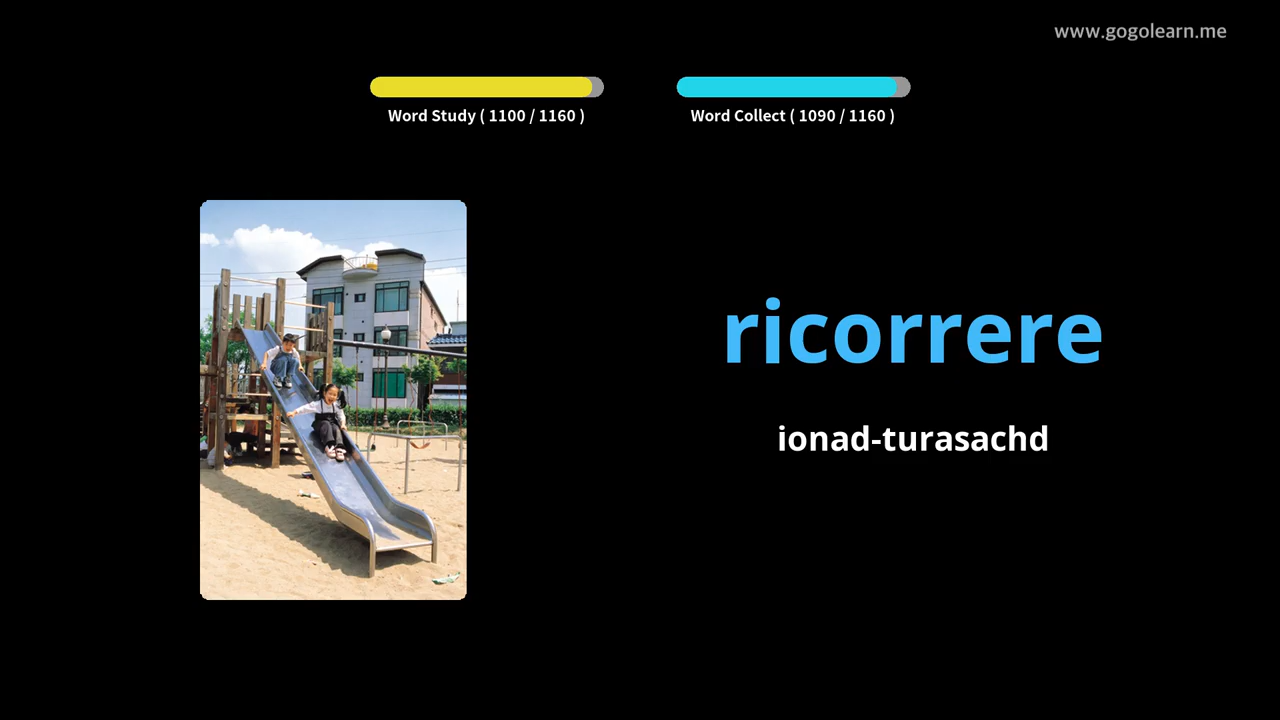 www.gogolearn.me
Word Study ( 1100 / 1160 )
Word Collect ( 1090 / 1160 )
ricorrere
ionad-turasachd